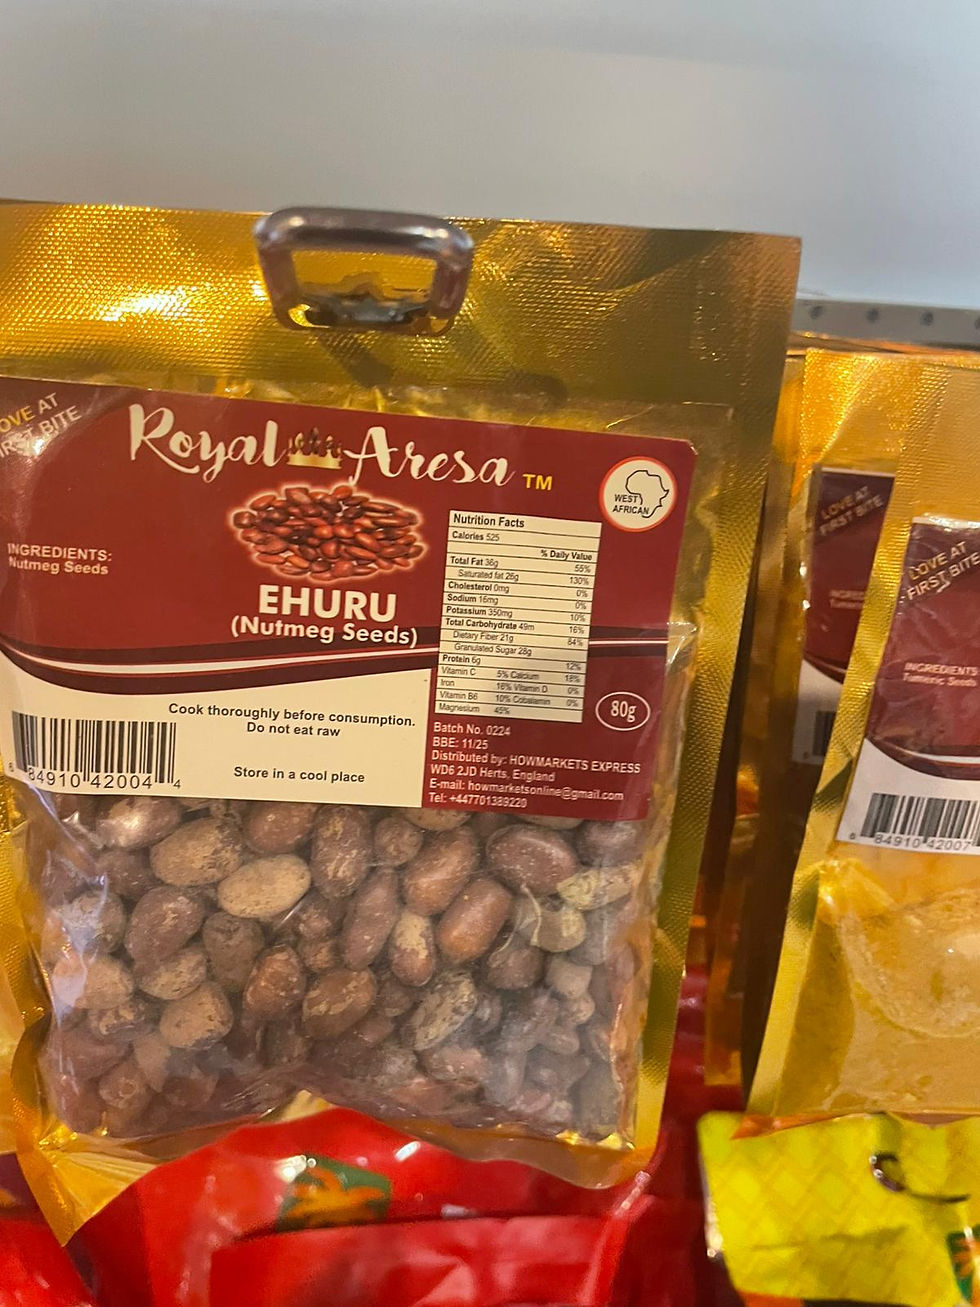 LOVE AT
FIRST BITE
Royal Aresa TM
WEST
AFRICAN
INGREDIENTS:
Nutmeg Seeds
EHURU
(Nutmeg Seeds)
Nutrition Facts
Calories 525
% Daily Value
Total Fat 36g 55%
Saturated fat 26g 130%
Cholesterol 0mg 0%
Sodium 16mg 0%
Potassium 350mg 10%
Total Carbohydrate 49m 16%
Dietary Fiber 21g 84%
Granulated Sugar 28g
Protein 6g 12%
Vitamin C 5% Calcium 18%
Iron 16% Vitamin D 0%
Vitamin B6 10% Cobalamin 0%
Magnesium 45%
80g
Cook thoroughly before consumption.
Do not eat raw
Store in a cool place
6 84910 42004 4
Batch No. 0224
BBE: 11/25
Distributed by: HOWMARKETS EXPRESS
WD6 2JD Herts, England
E-mail: howmarketsonline@gmail.com
Tel: +447701389220
LOVE AT
FIRST BITE
LOVE AT
FIRST BITE
INGREDIENTS
Turmeric Seeds
6 84910 42007